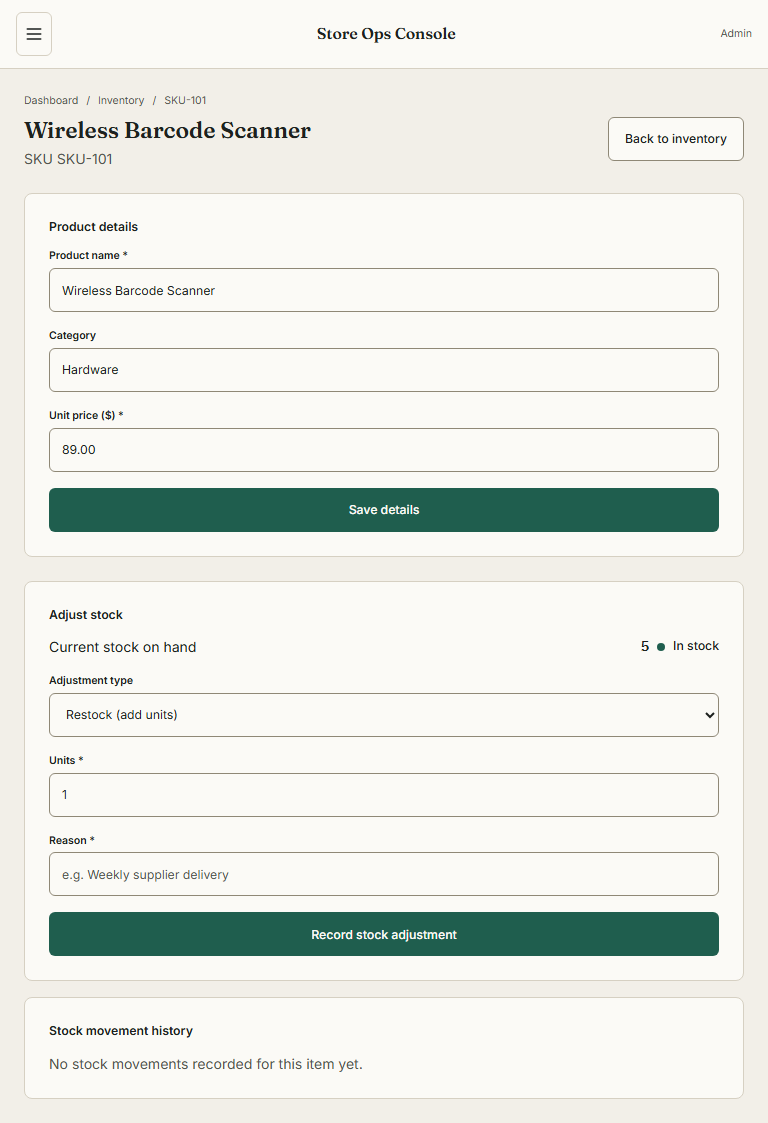 Store Ops Console
Admin
Dashboard / Inventory / SKU-101
Wireless Barcode Scanner
SKU SKU-101
Back to inventory
Product details
Product name *
Wireless Barcode Scanner
Category
Hardware
Unit price ($) *
89.00
Save details
Adjust stock
Current stock on hand
5 In stock
Adjustment type
Restock (add units)
Units *
1
Reason *
e.g. Weekly supplier delivery
Record stock adjustment
Stock movement history
No stock movements recorded for this item yet.